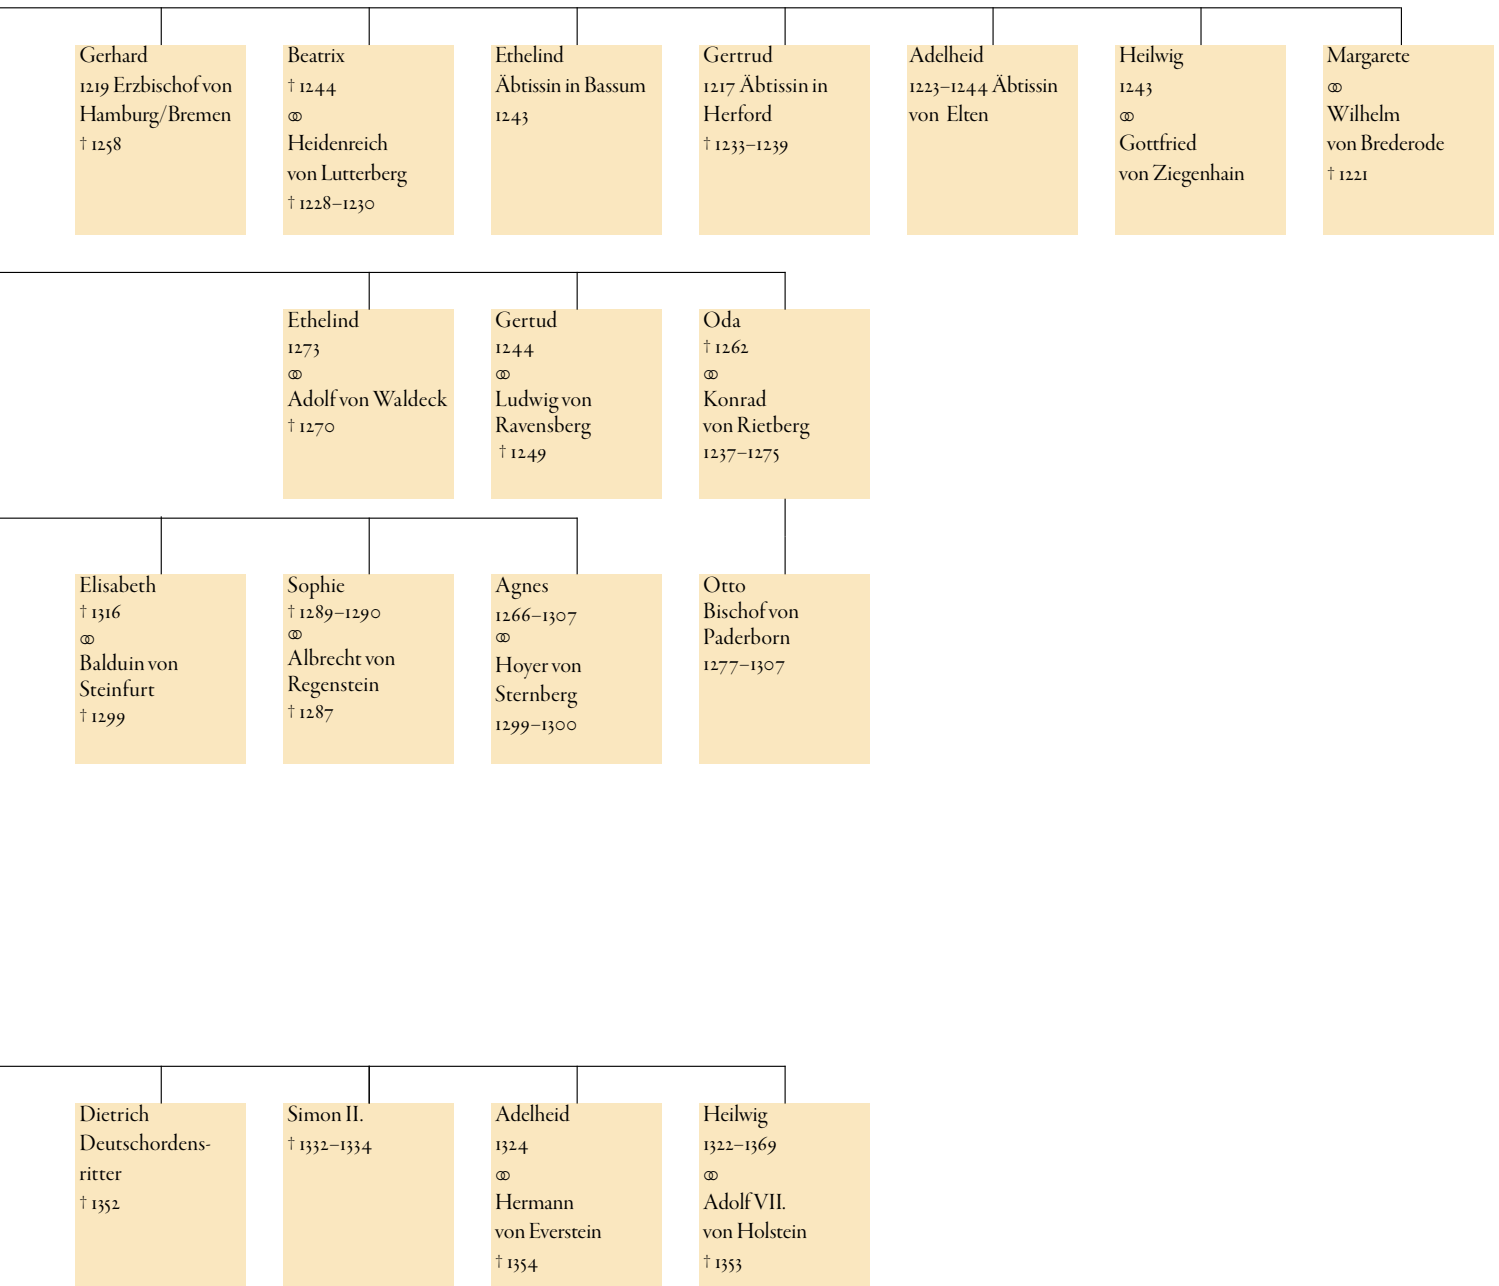 Gerhard
1219 Erzbischof von
Hamburg/Bremen
† 1258
Beatrix
† 1244
⚭
Heidenreich
von Lutterberg
† 1228–1230
Ethelind
Äbtissin in Bassum
1243
Gertrud
1217 Äbtissin in
Herford
† 1233–1239
Adelheid
1223–1244 Äbtissin
von Elten
Heilwig
1243
⚭
Gottfried
von Ziegenhain
Margarete
⚭
Wilhelm
von Brederode
† 1221
Ethelind
1273
⚭
Adolf von Waldeck
† 1270
Gertud
1244
⚭
Ludwig von
Ravensberg
† 1249
Oda
† 1262
⚭
Konrad
von Rietberg
1237–1275
Elisabeth
† 1316
⚭
Balduin von
Steinfurt
† 1299
Sophie
† 1289–1290
⚭
Albrecht von
Regenstein
† 1287
Agnes
1266–1307
⚭
Hoyer von
Sternberg
1299–1300
Otto
Bischof von
Paderborn
1277–1307
Dietrich
Deutschordens-
ritter
† 1352
Simon II.
† 1332–1334
Adelheid
1324
⚭
Hermann
von Everstein
† 1354
Heilwig
1322–1369
⚭
Adolf VII.
von Holstein
† 1353